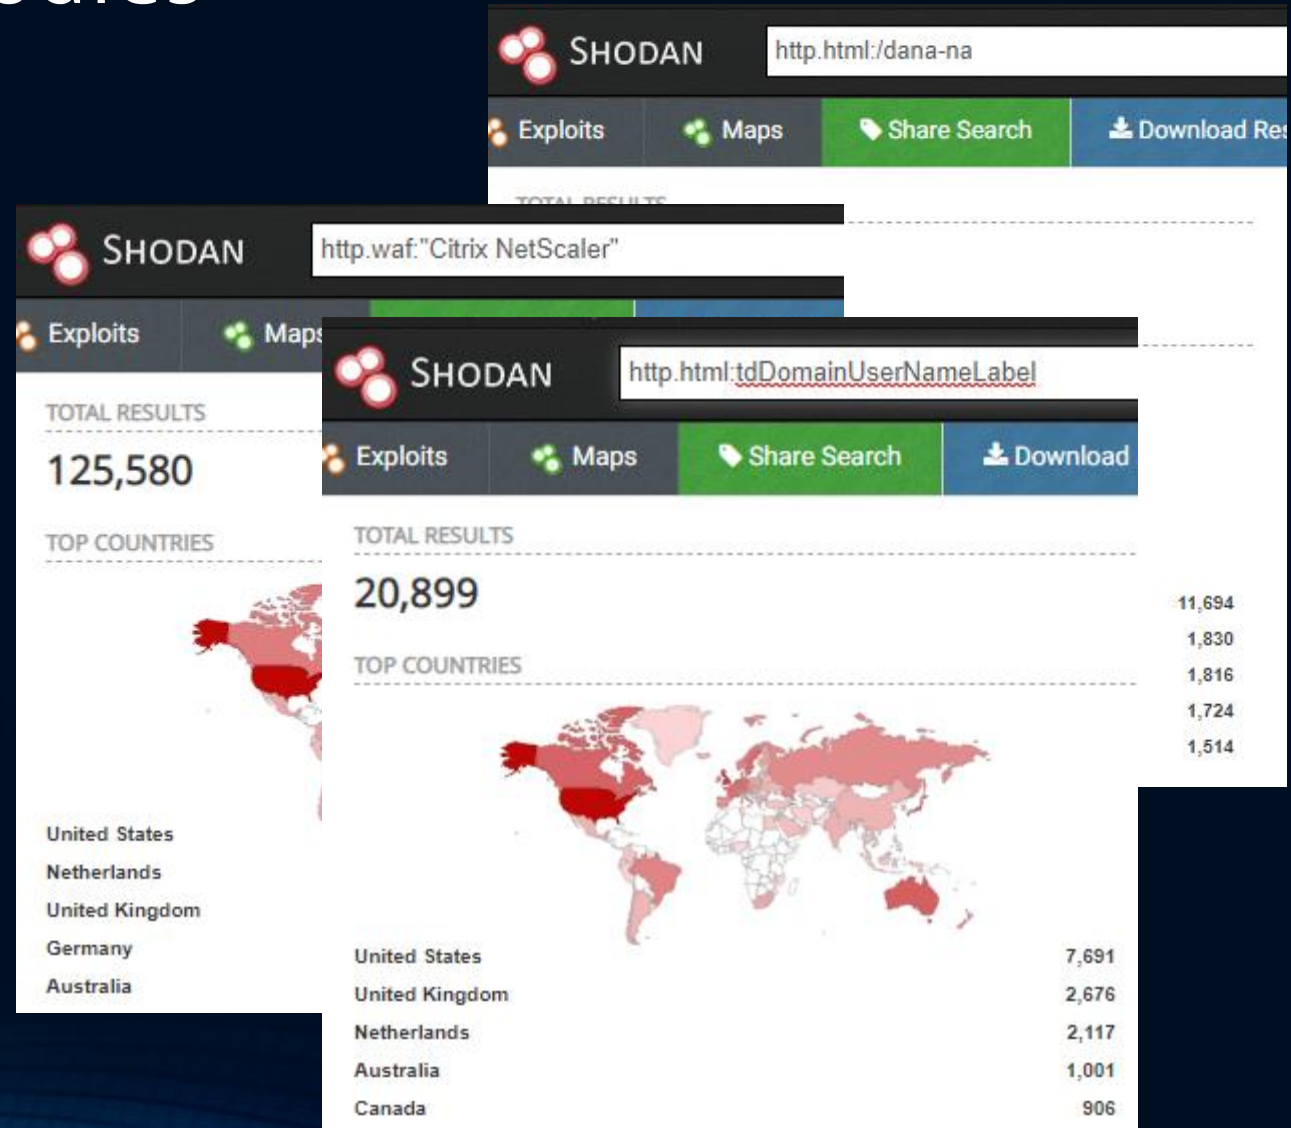 SHODAN
http.html:/dana-na
Exploits
Maps
Share Search
Download Res
TOTAL RESULTS
11,694
1,830
1,816
1,724
1,514
SHODAN
http.waf:"Citrix NetScaler"
Exploits
Maps
TOTAL RESULTS
125,580
TOP COUNTRIES
United States
Netherlands
United Kingdom
Germany
Australia
SHODAN
http.html:tdDomainUserNameLabel
Exploits
Maps
Share Search
Download
TOTAL RESULTS
20,899
TOP COUNTRIES
United States 7,691
United Kingdom 2,676
Netherlands 2,117
Australia 1,001
Canada 906